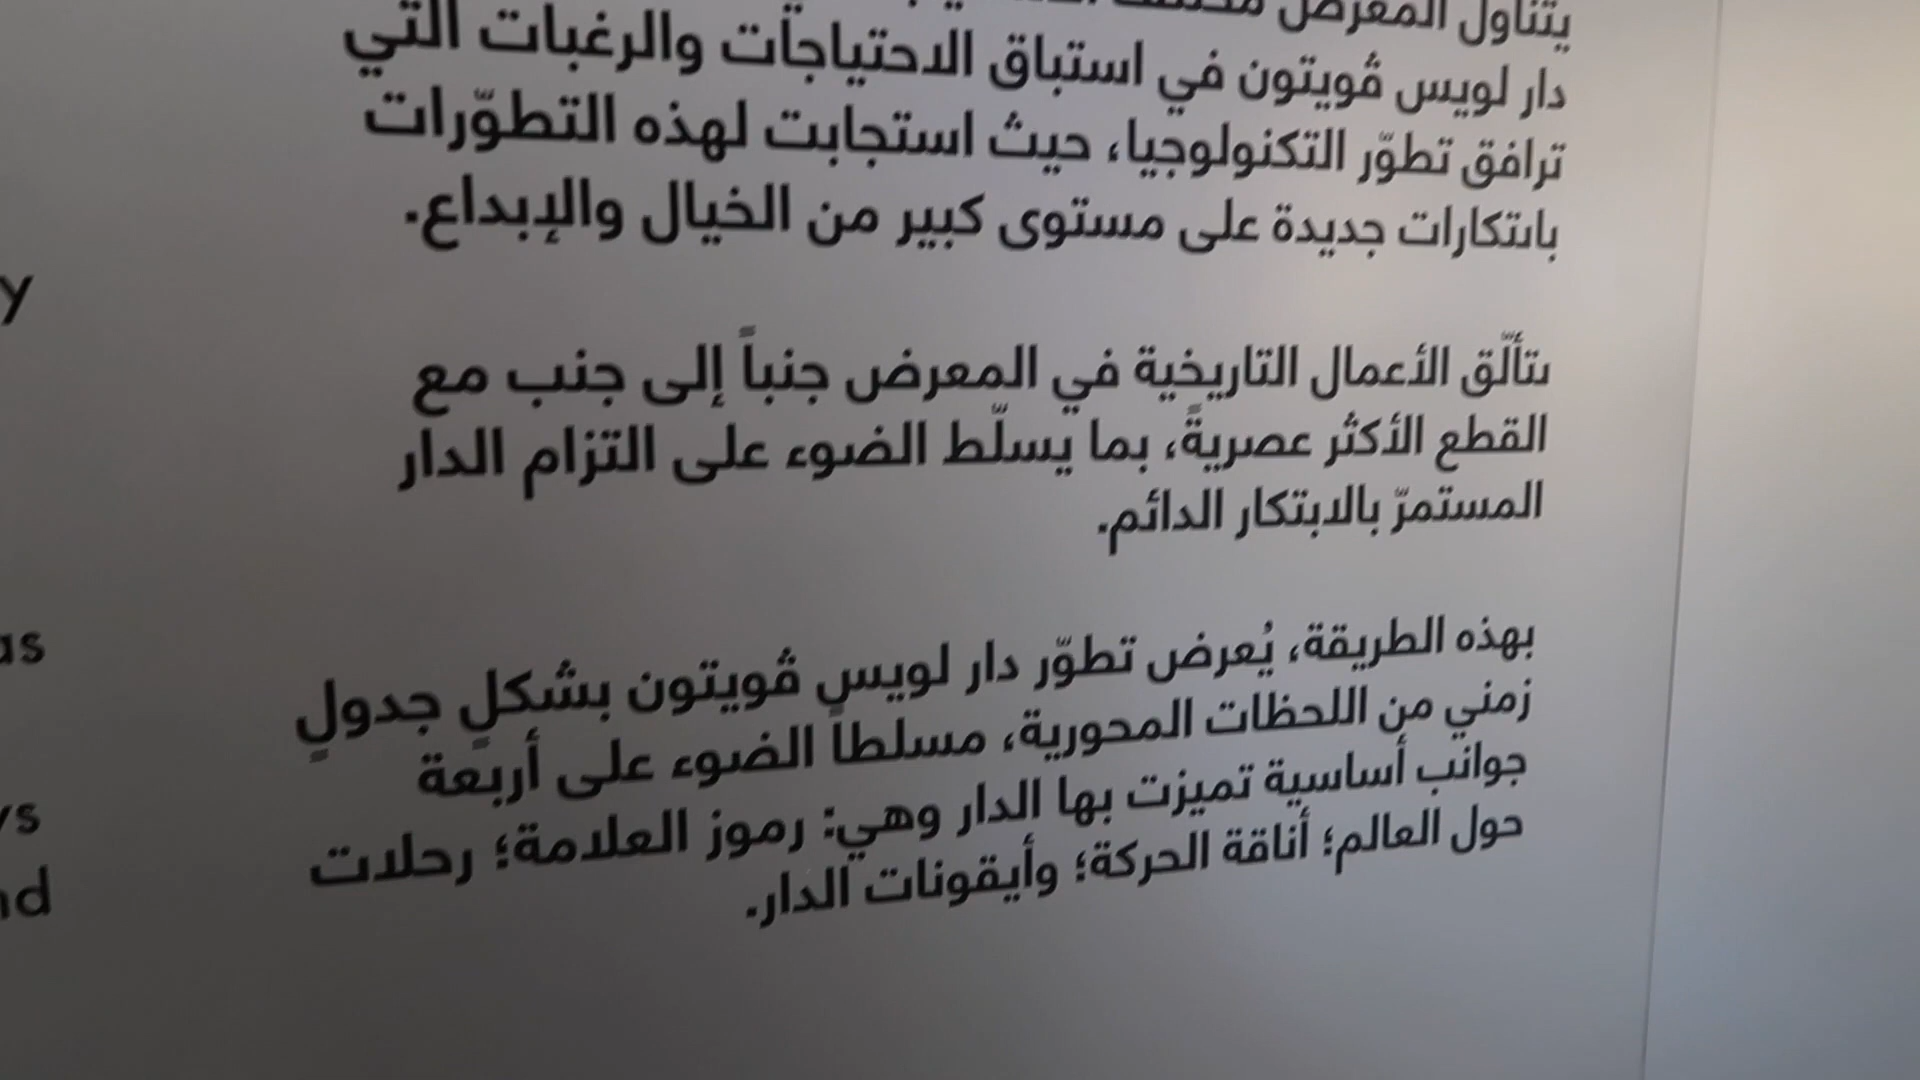 يتناول المعرض
دار لويس ڤويتون في استباق الاحتياجات والرغبات التي
ترافق تطوّر التكنولوجيا، حيث استجابت لهذه التطوّرات
بابتكارات جديدة على مستوى كبير من الخيال والإبداع.
تتألّق الأعمال التاريخية في المعرض جنباً إلى جنب مع
القطع الأكثر عصريةً، بما يسلّط الضوء على التزام الدار
المستمرّ بالابتكار الدائم.
بهذه الطريقة، يُعرض تطوّر دار لويس ڤويتون بشكلٍ جدولٍ
زمني من اللحظات المحورية، مسلطاً الضوء على أربعة
جوانب أساسية تميزت بها الدار وهي: رموز العلامة؛ رحلات
حول العالم؛ أناقة الحركة؛ وأيقونات الدار.